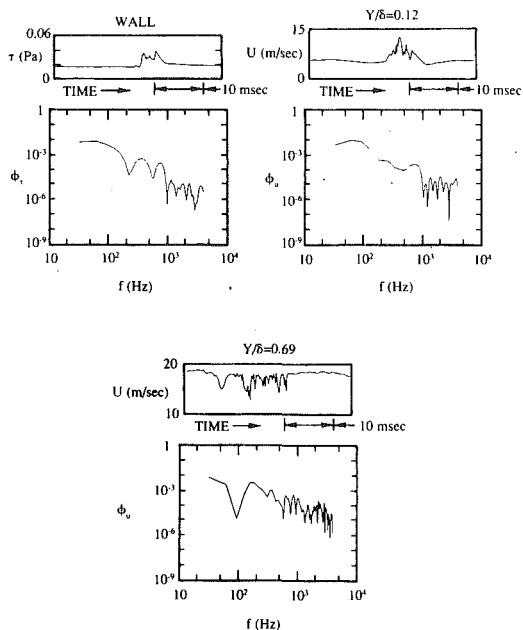 WALL
0.06
τ (Pa)
0
TIME
10 msec
1
10⁻³
ϕτ
10⁻⁶
10⁻⁹
10
10²
10³
10⁴
f (Hz)
Y/δ=0.12
15
U (m/sec)
0
TIME
10 msec
1
10⁻³
ϕu
10⁻⁶
10⁻⁹
10
10²
10³
10⁴
f (Hz)
Y/δ=0.69
20
U (m/sec)
10
TIME
10 msec
1
10⁻³
ϕu
10⁻⁶
10⁻⁹
10
10²
10³
10⁴
f (Hz)